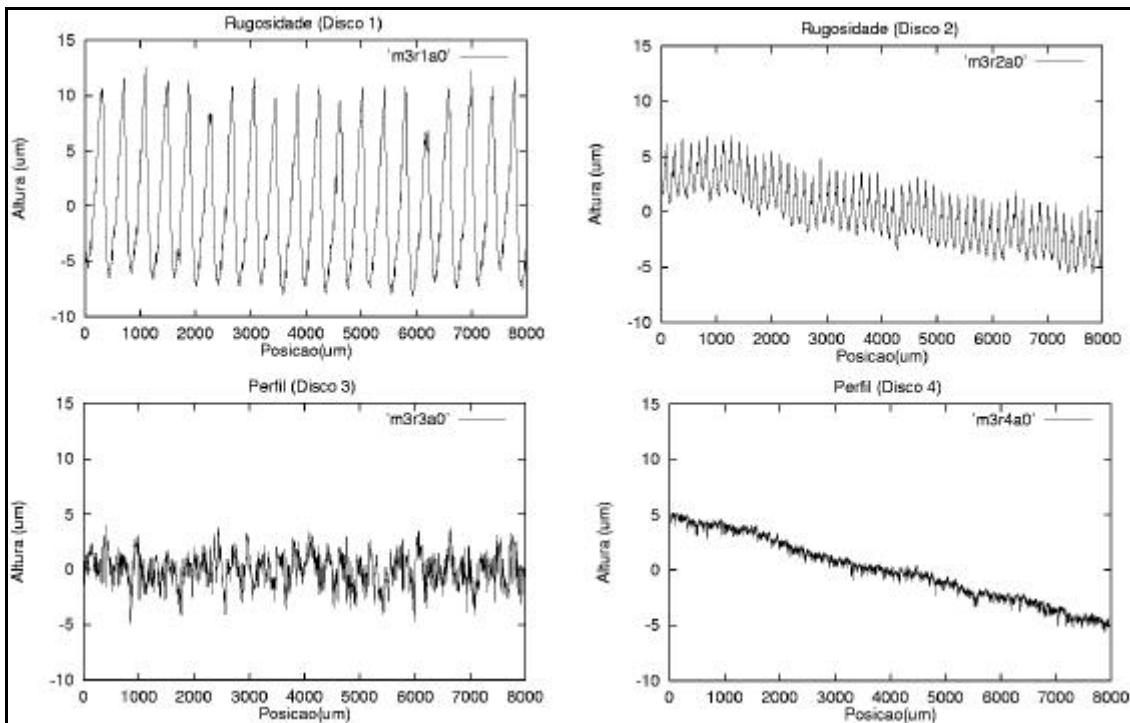 Rugosidade (Disco 1)
15
10
5
0
-5
-10
Altura (um)
'm3r1a0'
0 1000 2000 3000 4000 5000 6000 7000 8000
Posicao(um)
Rugosidade (Disco 2)
15
10
5
0
-5
-10
Altura (um)
'm3r2a0'
0 1000 2000 3000 4000 5000 6000 7000 8000
Posicao(um)
Perfil (Disco 3)
15
10
5
0
-5
-10
Altura (um)
'm3r3a0'
0 1000 2000 3000 4000 5000 6000 7000 8000
Posicao(um)
Perfil (Disco 4)
15
10
5
0
-5
-10
Altura (um)
'm3r4a0'
0 1000 2000 3000 4000 5000 6000 7000 8000
Posicao(um)